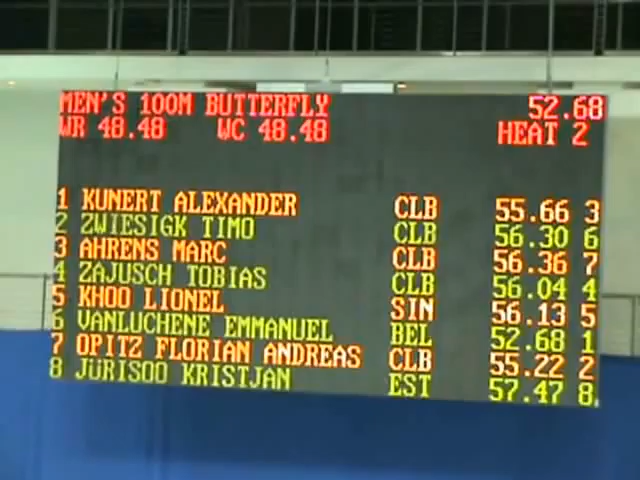 MEN'S 100M BUTTERFLY 52.68
WR 48.48 WC 48.48 HEAT 2
1 KUNERT ALEXANDER CLB 55.66 3
2 ZWIESIGK TIMO CLB 56.30 6
3 AHRENS MARC CLB 56.36 7
4 ZAJUSCH TOBIAS CLB 56.04 4
5 KHOO LIONEL SIN 56.13 5
6 VANLUCHENE EMMANUEL BEL 52.68 1
7 OPITZ FLORIAN ANDREAS CLB 55.22 2
8 JÜRISOO KRISTJAN EST 57.47 8